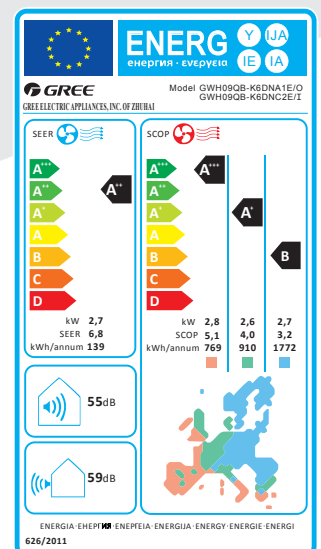 ENERG Y IJA
енергия · ενεργεια IE IA
GREE
GREE ELECTRIC APPLIANCES, INC. OF ZHUHAI
Model GWH09QB-K6DNA1E/O
GWH09QB-K6DNC2E/I
SEER
A+++
A++
A+
A
B
C
D
A++
kW 2,7
SEER 6,8
kWh/annum 139
SCOP
A+++
A++
A+
A
B
C
D
A+++
A+
B
kW 2,8 2,6 2,7
SCOP 5,1 4,0 3,2
kWh/annum 769 910 1772
55dB
59dB
ENERGIA · ЕНЕРГИЯ · ΕΝΕΡΓΕΙΑ · ENERGIJA · ENERGY · ENERGIE · ENERGI
626/2011